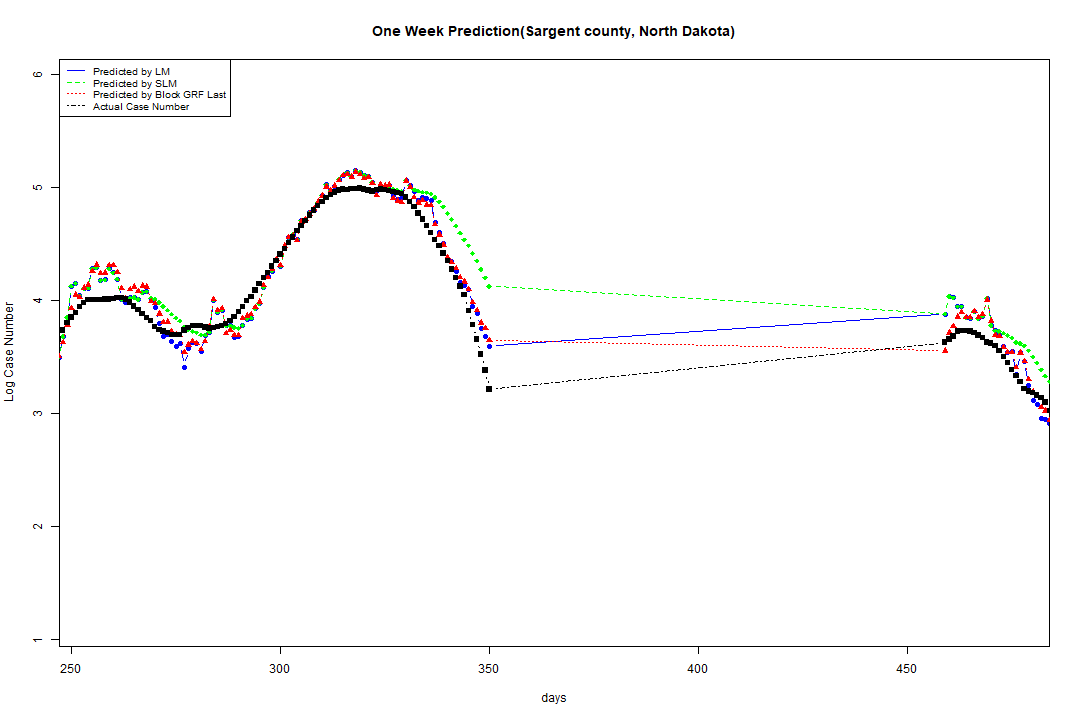 One Week Prediction(Sargent county, North Dakota)
Predicted by LM
Predicted by SLM
Predicted by Block GRF Last
Actual Case Number
6
5
4
3
2
1
Log Case Number
250 300 350 400 450
days